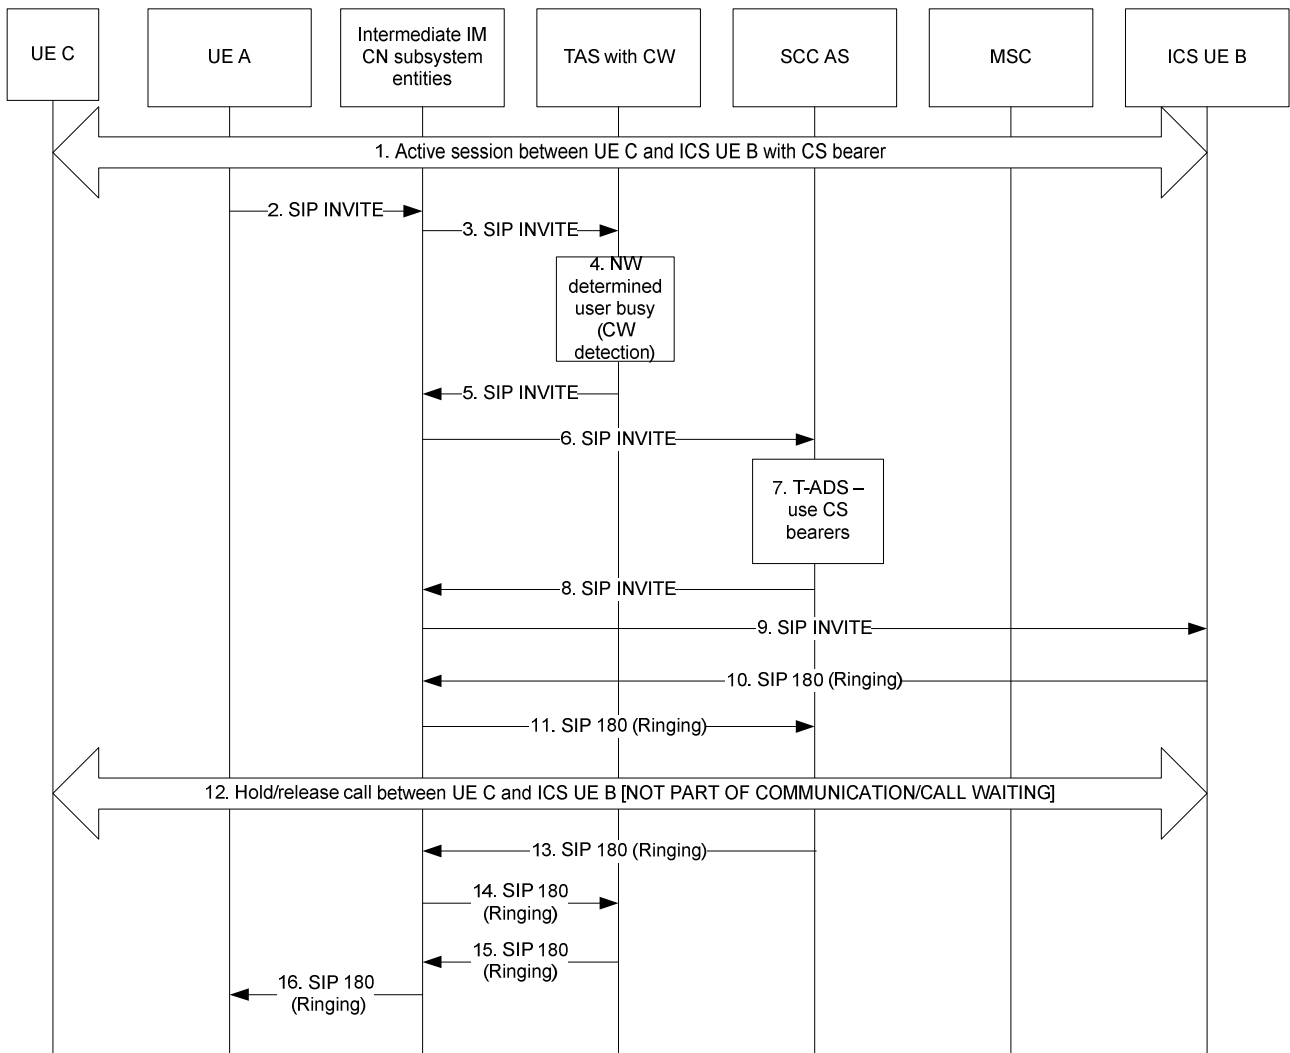 UE C
UE A
Intermediate IM
CN subsystem
entities
TAS with CW
SCC AS
MSC
ICS UE B
1. Active session between UE C and ICS UE B with CS bearer
2. SIP INVITE
3. SIP INVITE
4. NW
determined
user busy
(CW
detection)
5. SIP INVITE
6. SIP INVITE
7. T-ADS –
use CS
bearers
8. SIP INVITE
9. SIP INVITE
10. SIP 180 (Ringing)
11. SIP 180 (Ringing)
12. Hold/release call between UE C and ICS UE B [NOT PART OF COMMUNICATION/CALL WAITING]
13. SIP 180 (Ringing)
14. SIP 180
(Ringing)
15. SIP 180
(Ringing)
16. SIP 180
(Ringing)